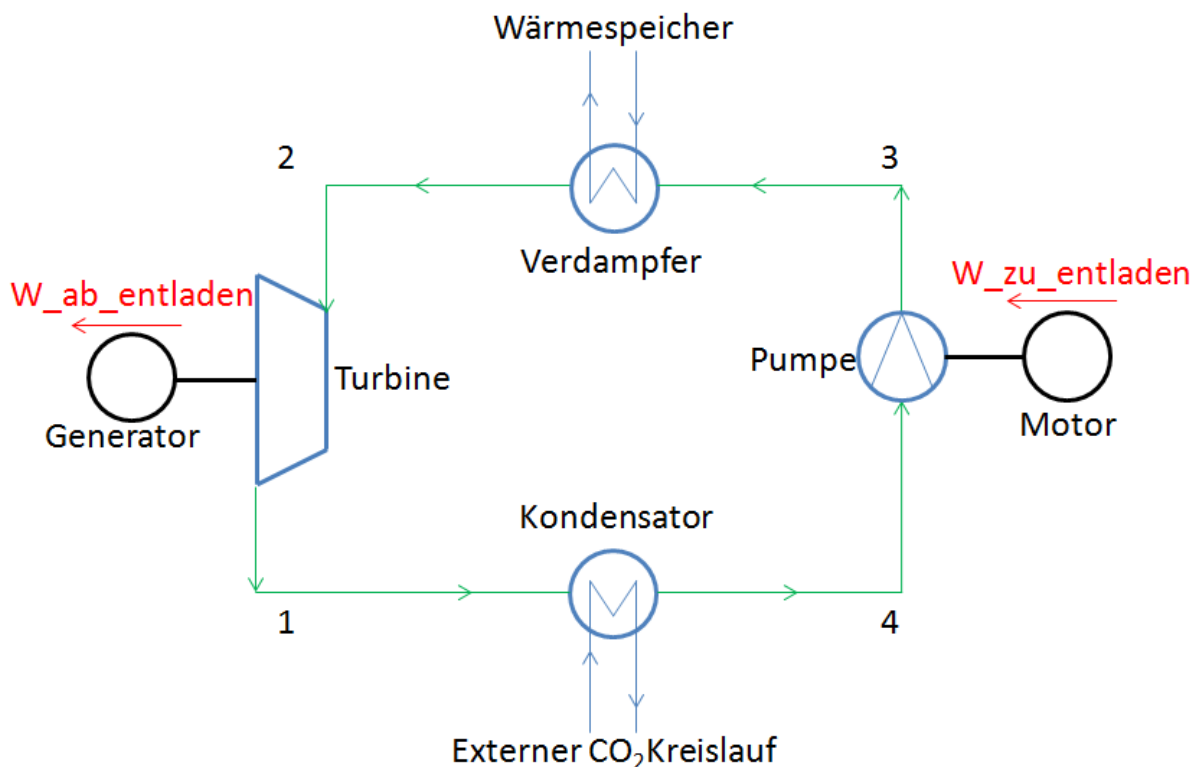 Wärmespeicher
2
3
Verdampfer
W_ab_entladen
W_zu_entladen
Turbine
Pumpe
Generator
Motor
Kondensator
1
4
Externer CO₂Kreislauf